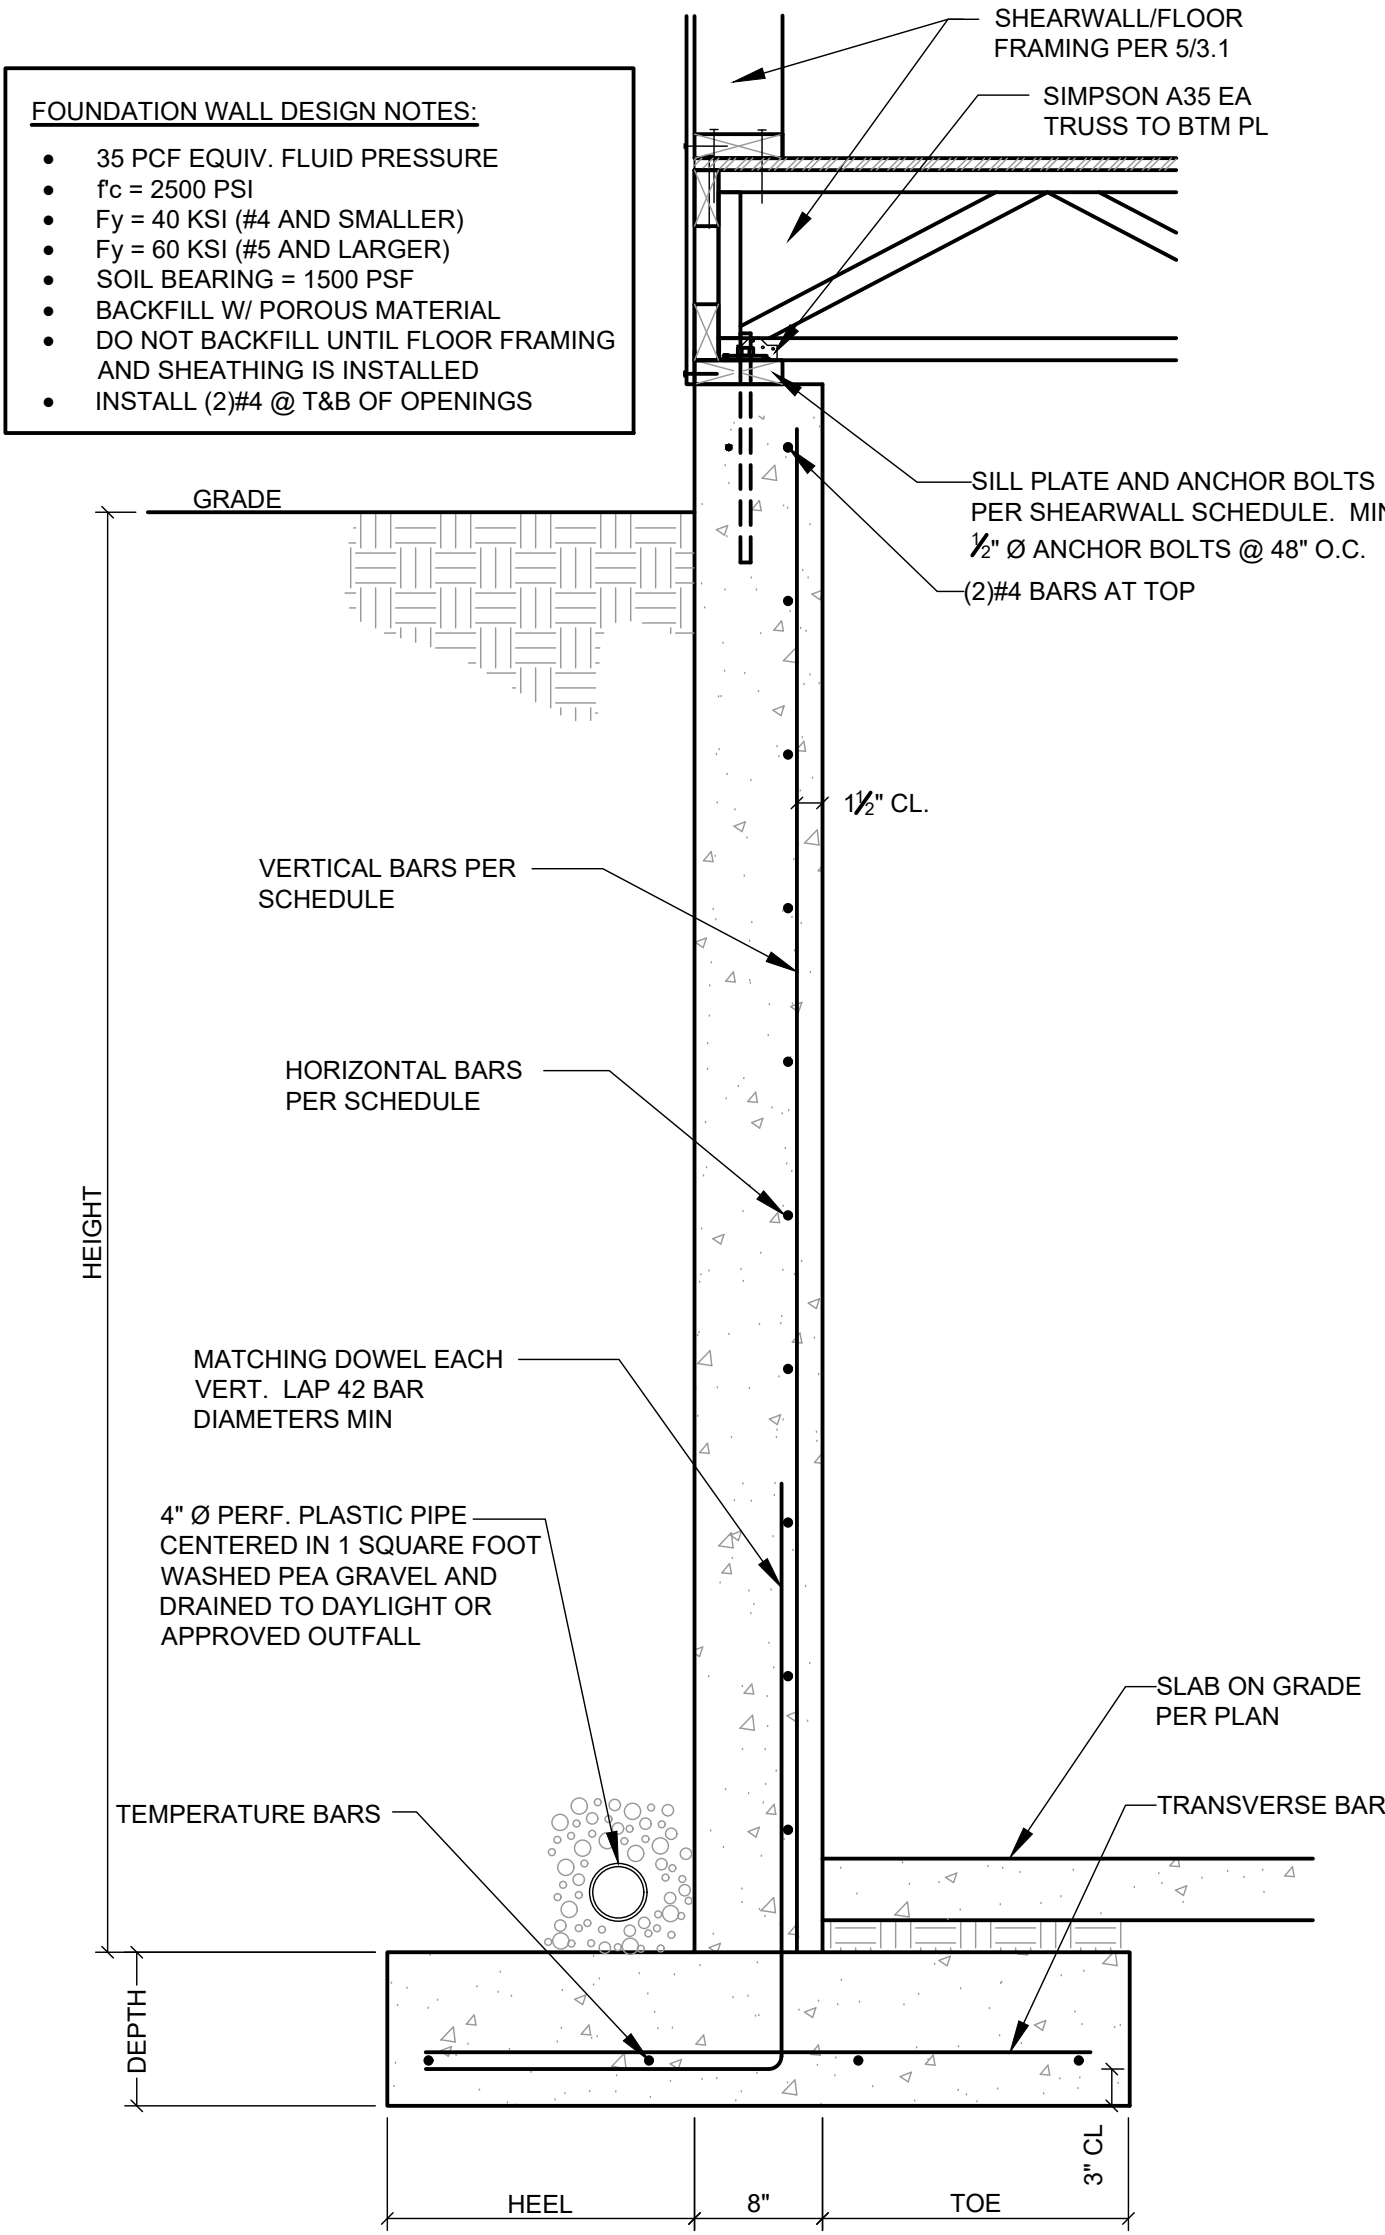 SHEARWALL/FLOOR
FRAMING PER 5/3.1
SIMPSON A35 EA
TRUSS TO BTM PL
FOUNDATION WALL DESIGN NOTES:
• 35 PCF EQUIV. FLUID PRESSURE
• f'c = 2500 PSI
• Fy = 40 KSI (#4 AND SMALLER)
• Fy = 60 KSI (#5 AND LARGER)
• SOIL BEARING = 1500 PSF
• BACKFILL W/ POROUS MATERIAL
• DO NOT BACKFILL UNTIL FLOOR FRAMING
AND SHEATHING IS INSTALLED
• INSTALL (2)#4 @ T&B OF OPENINGS
GRADE
SILL PLATE AND ANCHOR BOLTS
PER SHEARWALL SCHEDULE. MIN
½" Ø ANCHOR BOLTS @ 48" O.C.
(2)#4 BARS AT TOP
1½" CL.
VERTICAL BARS PER
SCHEDULE
HORIZONTAL BARS
PER SCHEDULE
HEIGHT
MATCHING DOWEL EACH
VERT. LAP 42 BAR
DIAMETERS MIN
4" Ø PERF. PLASTIC PIPE
CENTERED IN 1 SQUARE FOOT
WASHED PEA GRAVEL AND
DRAINED TO DAYLIGHT OR
APPROVED OUTFALL
SLAB ON GRADE
PER PLAN
TEMPERATURE BARS
TRANSVERSE BAR
DEPTH
3" CL
HEEL
8"
TOE